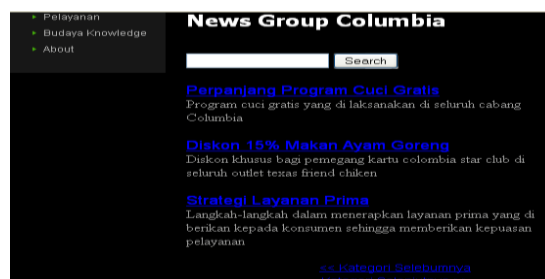 Pelayanan
Budaya Knowledge
About
News Group Columbia
Search
Perpanjang Program Cuci Gratis
Program cuci gratis yang di laksanakan di seluruh cabang
Columbia
Diskon 15% Makan Ayam Goreng
Diskon khusus bagi pemegang kartu colombia star club di
seluruh outlet texas friend chiken
Strategi Layanan Prima
Langkah-langkah dalam menerapkan layanan prima yang di
berikan kepada konsumen sehingga memberikan kepuasan
pelayanan
<< Kategori Selebumnya